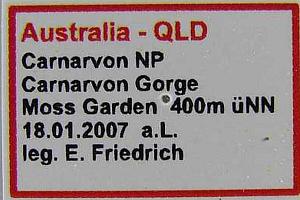 Australia - QLD
Carnarvon NP
Carnarvon Gorge
Moss Garden 400m üNN
18.01.2007 a.L.
leg. E. Friedrich